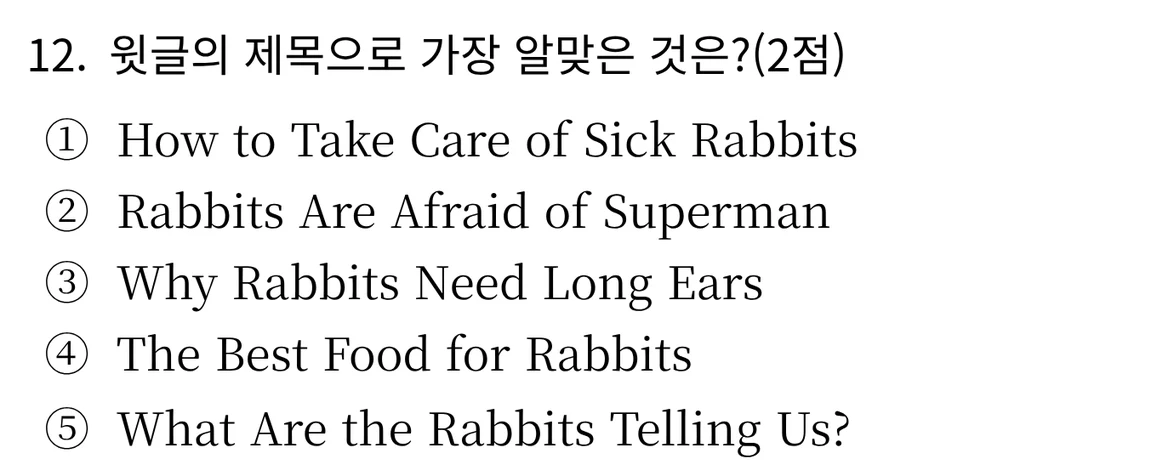 12. 윗글의 제목으로 가장 알맞은 것은?(2점)
① How to Take Care of Sick Rabbits
② Rabbits Are Afraid of Superman
③ Why Rabbits Need Long Ears
④ The Best Food for Rabbits
⑤ What Are the Rabbits Telling Us?